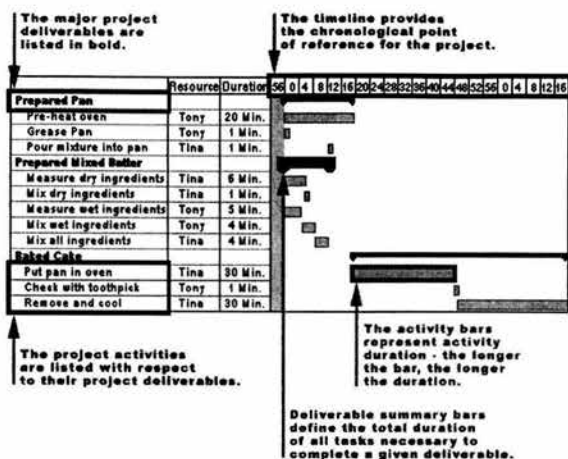 The major project
deliverables are
listed in bold.
The timeline provides
the chronological point
of reference for the project.
Resource Duration 56 0 4 8 12 16 20 24 28 32 36 40 44 48 52 56 0 4 8 12 16
Prepared Pan
Pre-heat oven Tony 20 Min.
Grease Pan Tony 1 Min.
Pour mixture into pan Tina 1 Min.
Prepared Mixed Batter
Measure dry ingredients Tina 6 Min.
Mix dry ingredients Tina 1 Min.
Measure wet ingredients Tony 5 Min.
Mix wet ingredients Tony 4 Min.
Mix all ingredients Tina 4 Min.
Baked Cake
Put pan in oven Tina 30 Min.
Check with toothpick Tony 1 Min.
Remove and cool Tina 30 Min.
The project activities
are listed with respect
to their project deliverables.
The activity bars
represent activity
duration - the longer
the bar, the longer
the duration.
Deliverable summary bars
define the total duration
of all tasks necessary to
complete a given deliverable.